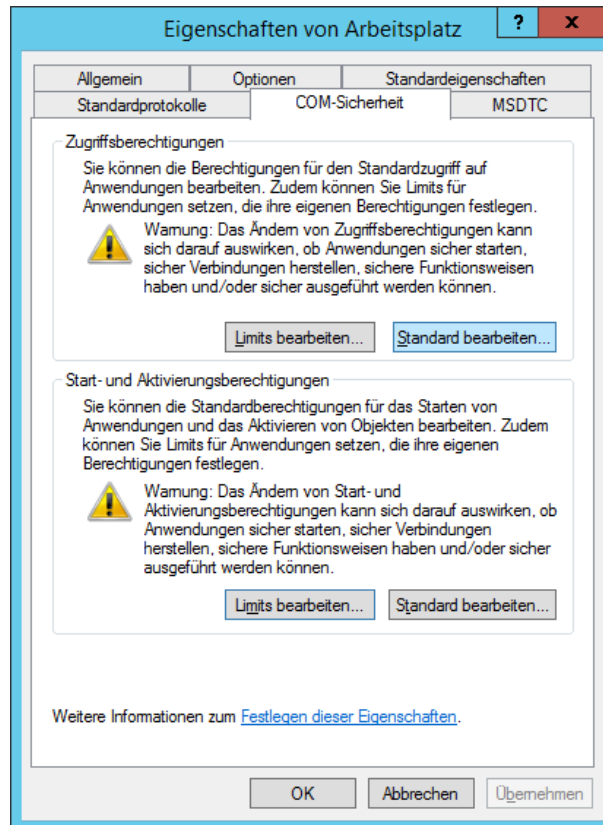 Eigenschaften von Arbeitsplatz
? x
Allgemein Optionen Standardeigenschaften
Standardprotokolle COM-Sicherheit MSDTC
Zugriffsberechtigungen
Sie können die Berechtigungen für den Standardzugriff auf
Anwendungen bearbeiten. Zudem können Sie Limits für
Anwendungen setzen, die ihre eigenen Berechtigungen festlegen.
Warnung: Das Ändern von Zugriffsberechtigungen kann
sich darauf auswirken, ob Anwendungen sicher starten,
sicher Verbindungen herstellen, sichere Funktionsweisen
haben und/oder sicher ausgeführt werden können.
Limits bearbeiten... Standard bearbeiten...
Start- und Aktivierungsberechtigungen
Sie können die Standardberechtigungen für das Starten von
Anwendungen und das Aktivieren von Objekten bearbeiten. Zudem
können Sie Limits für Anwendungen setzen, die ihre eigenen
Berechtigungen festlegen.
Warnung: Das Ändern von Start- und
Aktivierungsberechtigungen kann sich darauf auswirken, ob
Anwendungen sicher starten, sicher Verbindungen
herstellen, sichere Funktionsweisen haben und/oder sicher
ausgeführt werden können.
Limits bearbeiten... Standard bearbeiten...
Weitere Informationen zum Festlegen dieser Eigenschaften.
OK Abbrechen Übernehmen